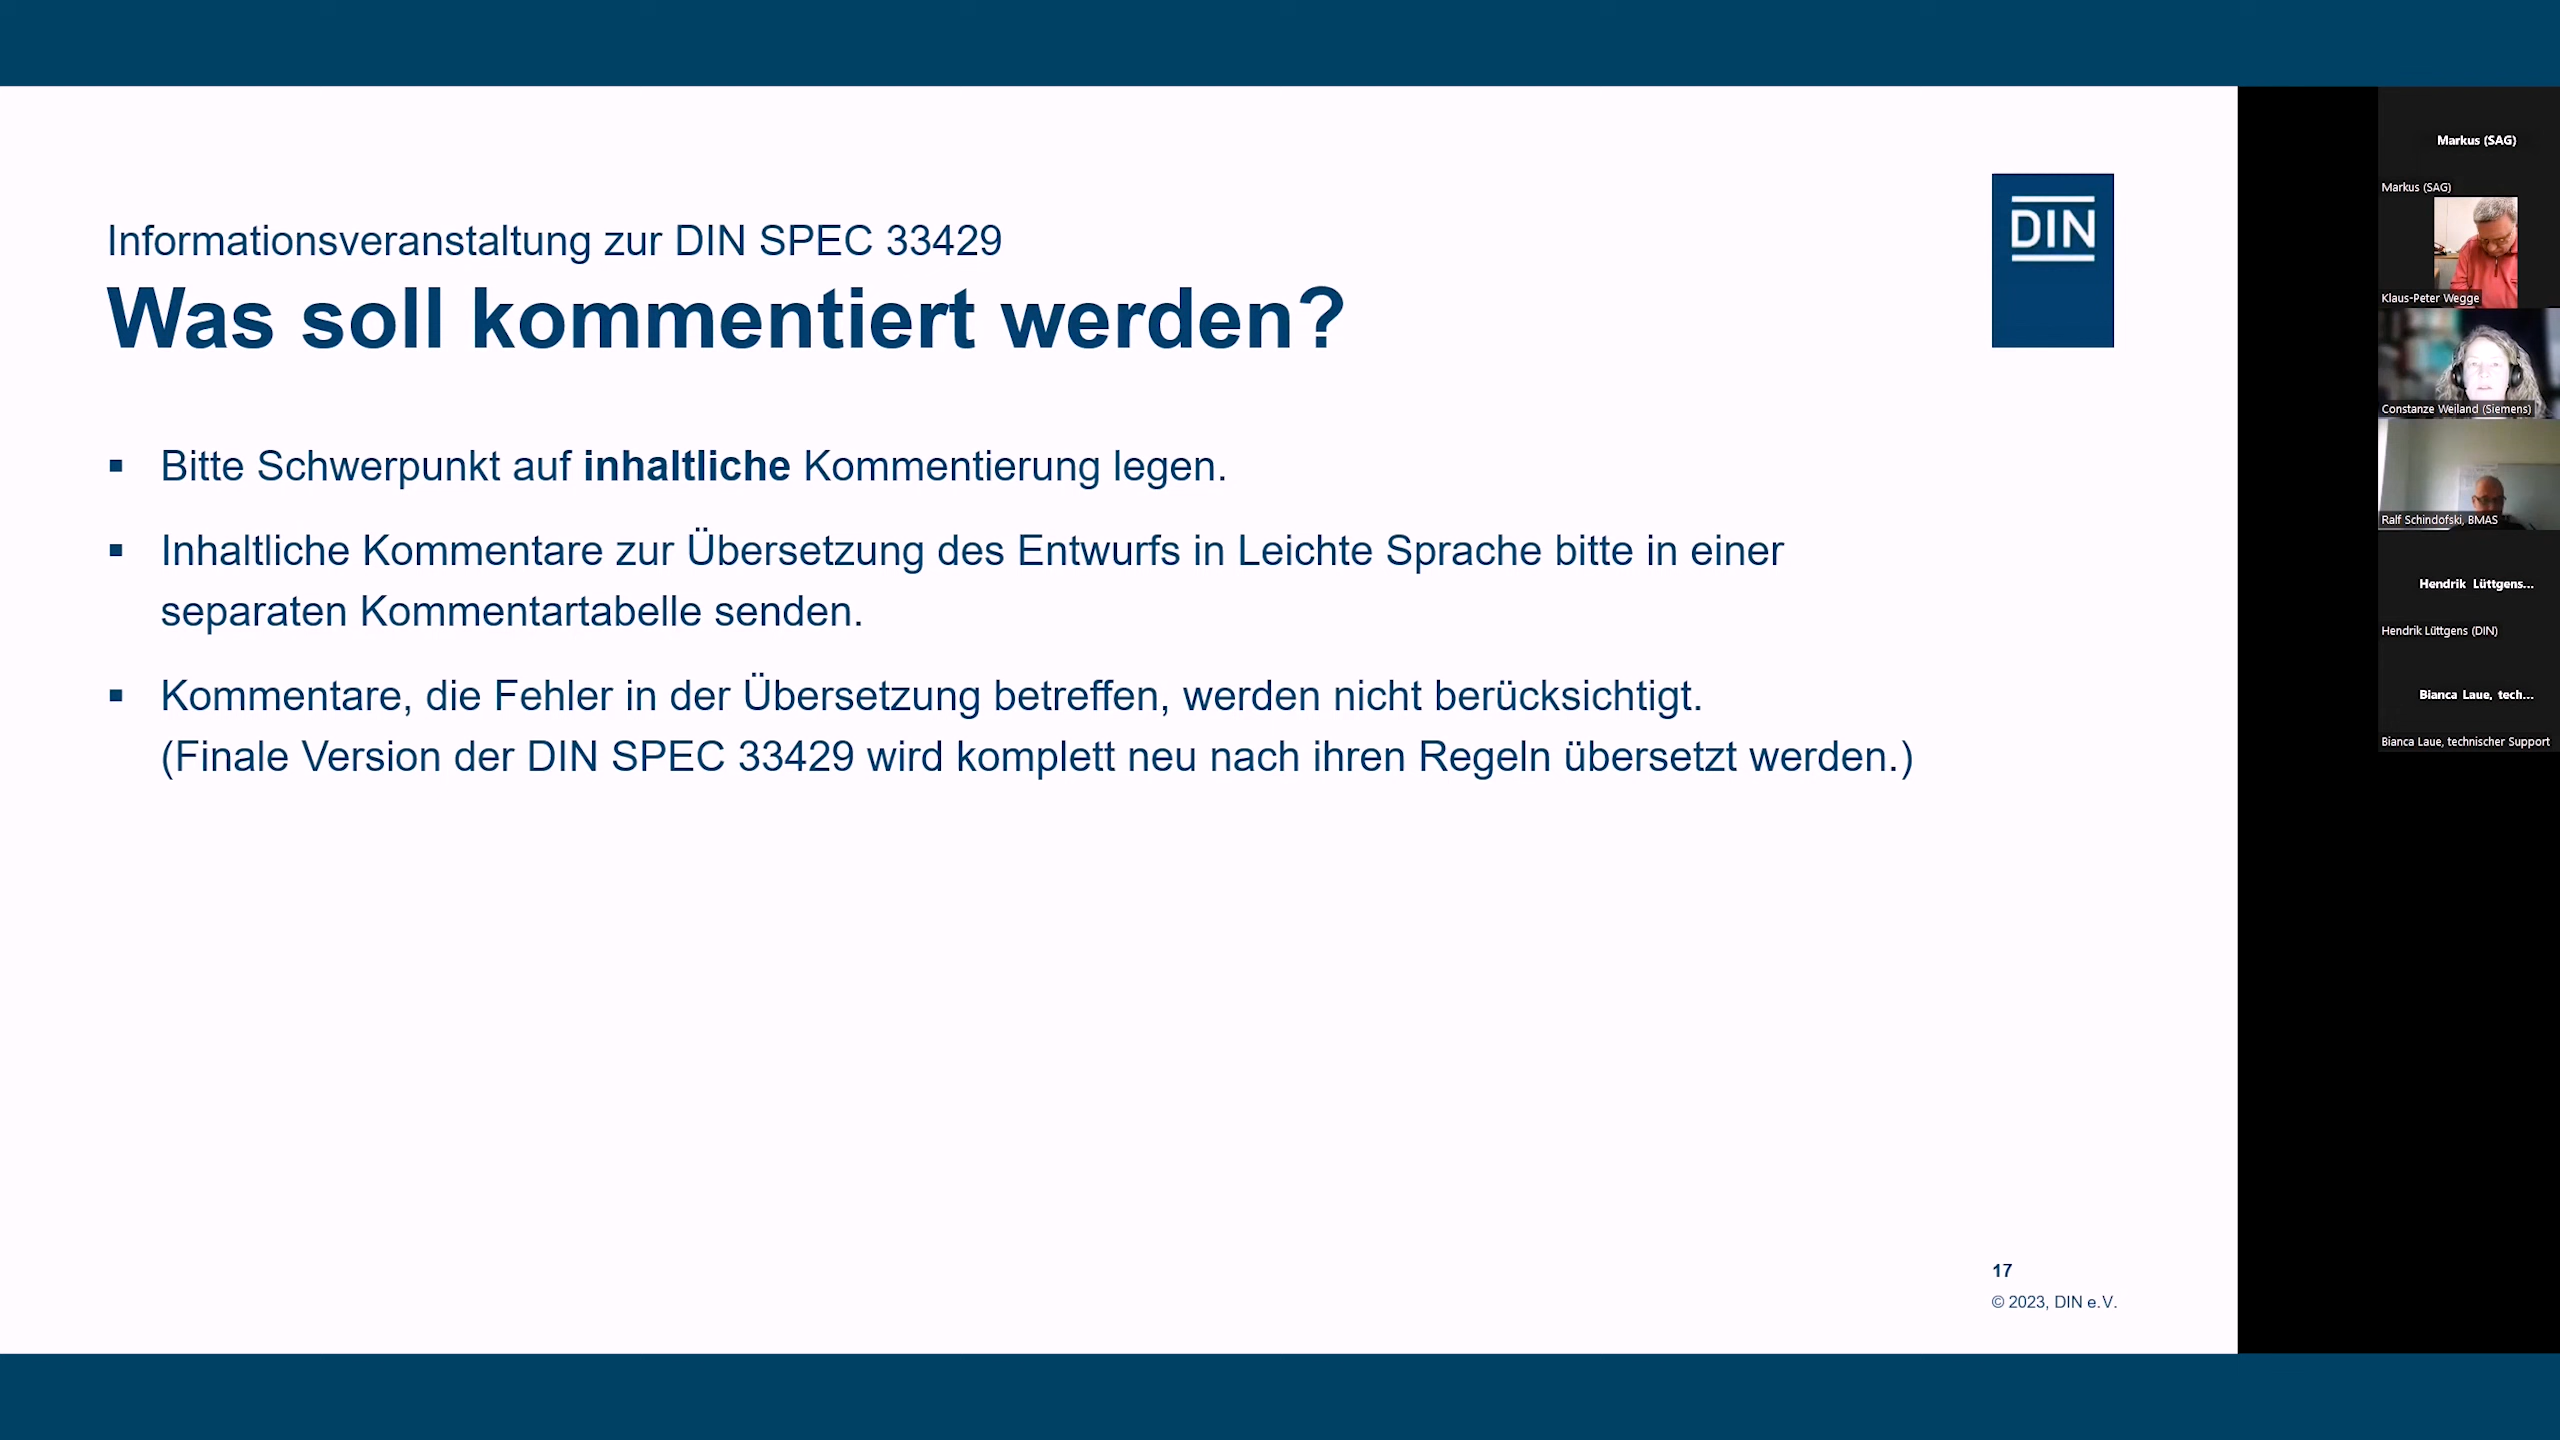 Informationsveranstaltung zur DIN SPEC 33429
Was soll kommentiert werden?
DIN
▪ Bitte Schwerpunkt auf inhaltliche Kommentierung legen.
▪ Inhaltliche Kommentare zur Übersetzung des Entwurfs in Leichte Sprache bitte in einer
separaten Kommentartabelle senden.
▪ Kommentare, die Fehler in der Übersetzung betreffen, werden nicht berücksichtigt.
(Finale Version der DIN SPEC 33429 wird komplett neu nach ihren Regeln übersetzt werden.)
17
© 2023, DIN e.V.
Markus (SAG)
Markus (SAG)
Klaus-Peter Wegge
Constanze Weiland (Siemens)
Ralf Schindofski, BMAS
Hendrik Lüttgens...
Hendrik Lüttgens (DIN)
Bianca Laue, tech...
Bianca Laue, technischer Support